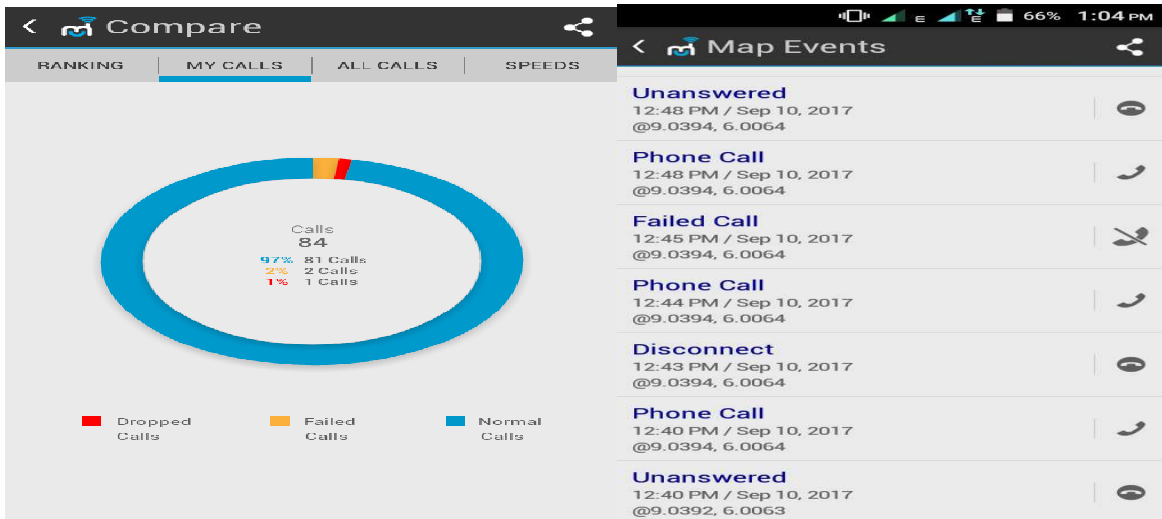 Compare
RANKING MY CALLS ALL CALLS SPEEDS
Calls
84
97% 81 Calls
2% 2 Calls
1% 1 Calls
Dropped Calls
Failed Calls
Normal Calls
E E 66% 1:04 PM
Map Events
Unanswered
12:48 PM / Sep 10, 2017
@9.0394, 6.0064
Phone Call
12:48 PM / Sep 10, 2017
@9.0394, 6.0064
Failed Call
12:45 PM / Sep 10, 2017
@9.0394, 6.0064
Phone Call
12:44 PM / Sep 10, 2017
@9.0394, 6.0064
Disconnect
12:43 PM / Sep 10, 2017
@9.0394, 6.0064
Phone Call
12:40 PM / Sep 10, 2017
@9.0394, 6.0064
Unanswered
12:40 PM / Sep 10, 2017
@9.0392, 6.0063